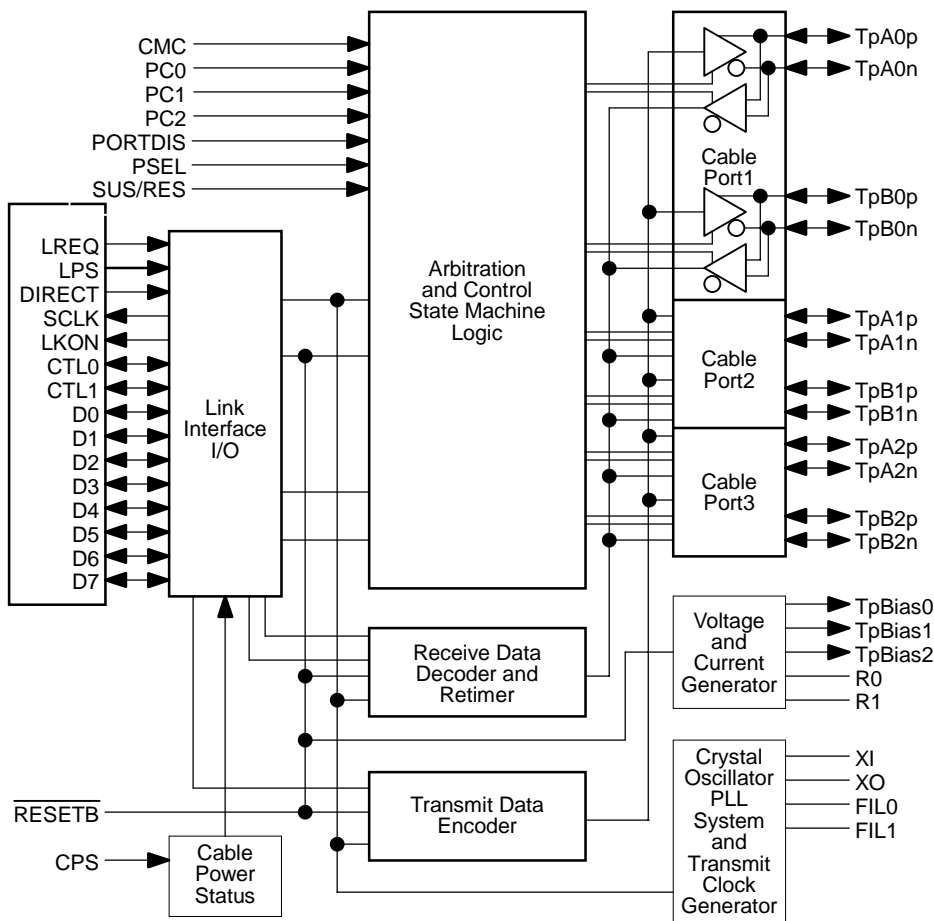 CMC
PC0
PC1
PC2
PORTDIS
PSEL
SUS/RES
LREQ
LPS
DIRECT
SCLK
LKON
CTL0
CTL1
D0
D1
D2
D3
D4
D5
D6
D7
Link
Interface
I/O
Arbitration
and Control
State Machine
Logic
Cable
Port1
Cable
Port2
Cable
Port3
TpA0p
TpA0n
TpB0p
TpB0n
TpA1p
TpA1n
TpB1p
TpB1n
TpA2p
TpA2n
TpB2p
TpB2n
Receive Data
Decoder and
Retimer
Voltage
and
Current
Generator
TpBias0
TpBias1
TpBias2
R0
R1
Transmit Data
Encoder
Crystal
Oscillator
PLL
System
and
Transmit
Clock
Generator
XI
XO
FIL0
FIL1
RESETB
CPS
Cable
Power
Status